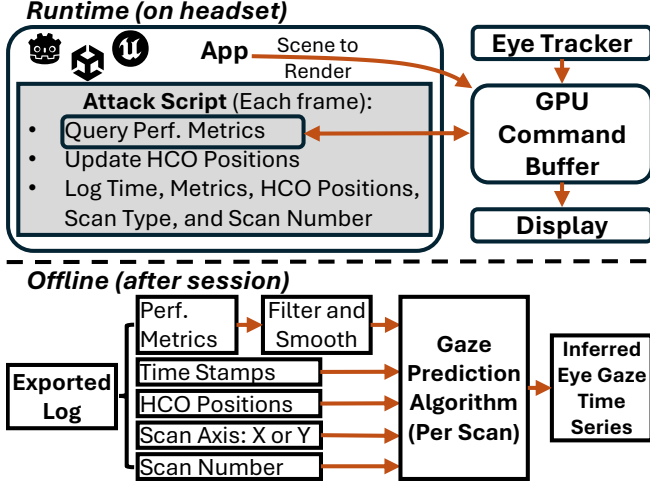 Runtime (on headset)
App
Scene to
Render
Eye Tracker
Attack Script (Each frame):
• Query Perf. Metrics
• Update HCO Positions
• Log Time, Metrics, HCO Positions,
Scan Type, and Scan Number
GPU
Command
Buffer
Display
Offline (after session)
Exported
Log
Perf.
Metrics
Filter and
Smooth
Time Stamps
HCO Positions
Scan Axis: X or Y
Scan Number
Gaze
Prediction
Algorithm
(Per Scan)
Inferred
Eye Gaze
Time
Series